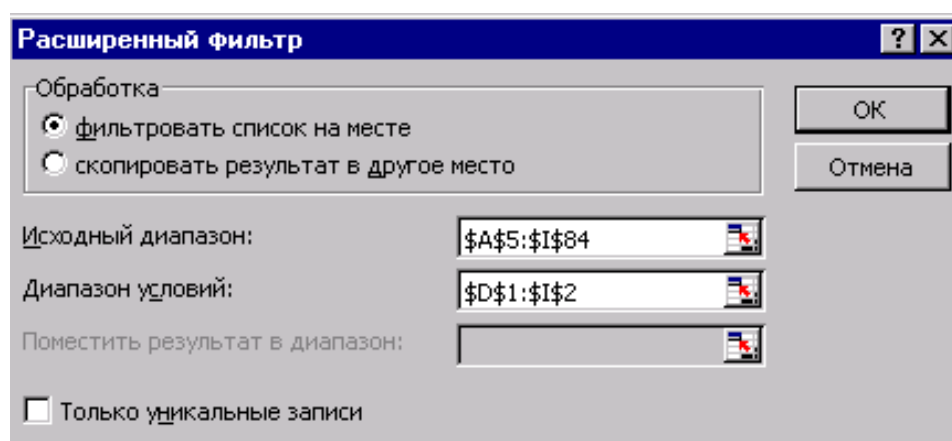 Расширенный фильтр
Обработка
фильтровать список на месте
скопировать результат в другое место
ОК
Отмена
Исходный диапазон:
$A$5:$I$84
Диапазон условий:
$D$1:$I$2
Поместить результат в диапазон:
Только уникальные записи